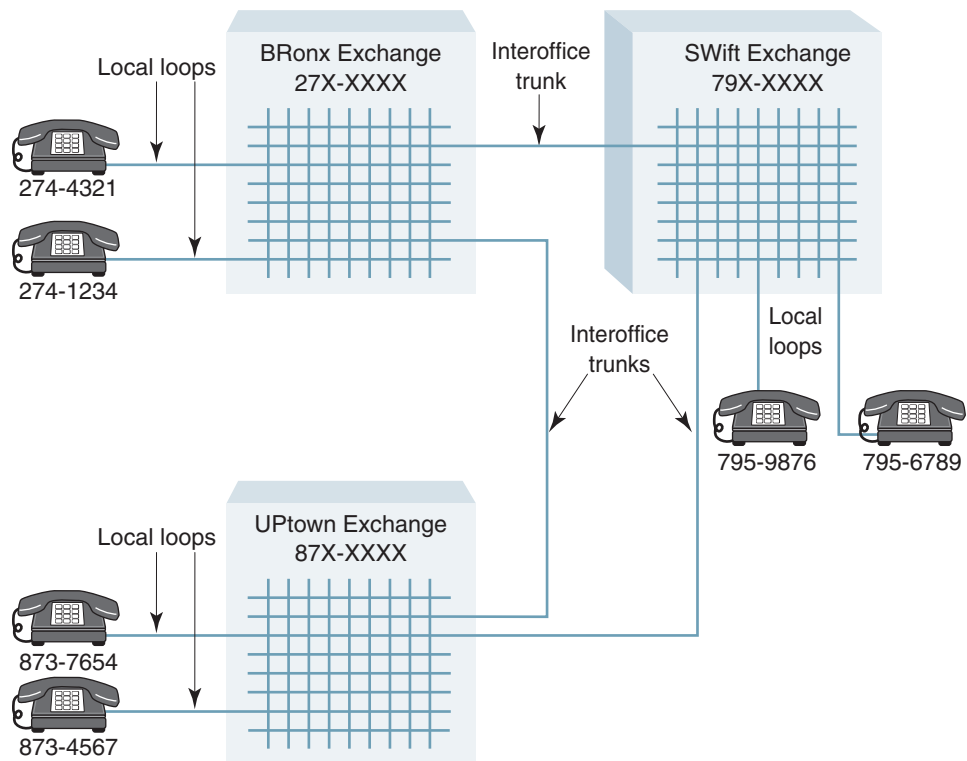 BRonx Exchange
27X-XXXX
Interoffice
trunk
SWift Exchange
79X-XXXX
Local loops
274-4321
274-1234
Local
loops
Interoffice
trunks
795-9876
795-6789
UPtown Exchange
87X-XXXX
Local loops
873-7654
873-4567